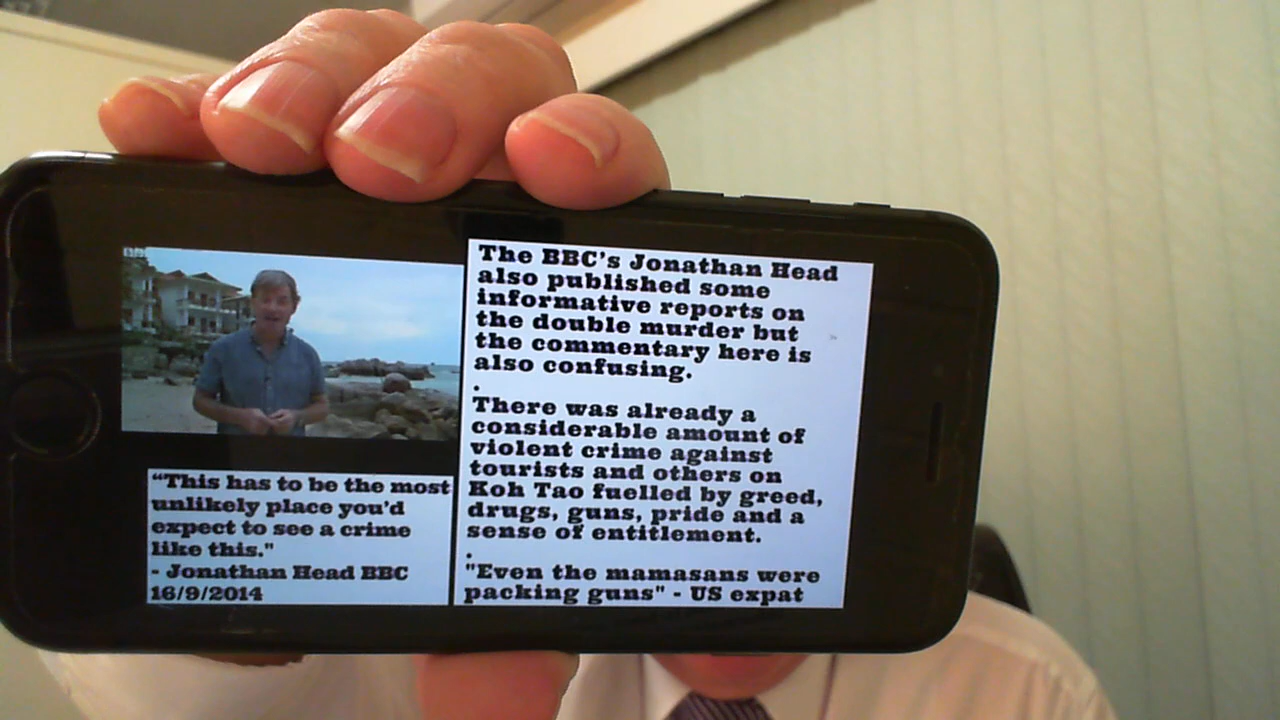 "This has to be the most
unlikely place you'd
expect to see a crime
like this."
- Jonathan Head BBC
16/9/2014
The BBC's Jonathan Head
also published some
informative reports on
the double murder but
the commentary here is
also confusing.
.
There was already a
considerable amount of
violent crime against
tourists and others on
Koh Tao fuelled by greed,
drugs, guns, pride and a
sense of entitlement.
.
"Even the mamasans were
packing guns" - US expat